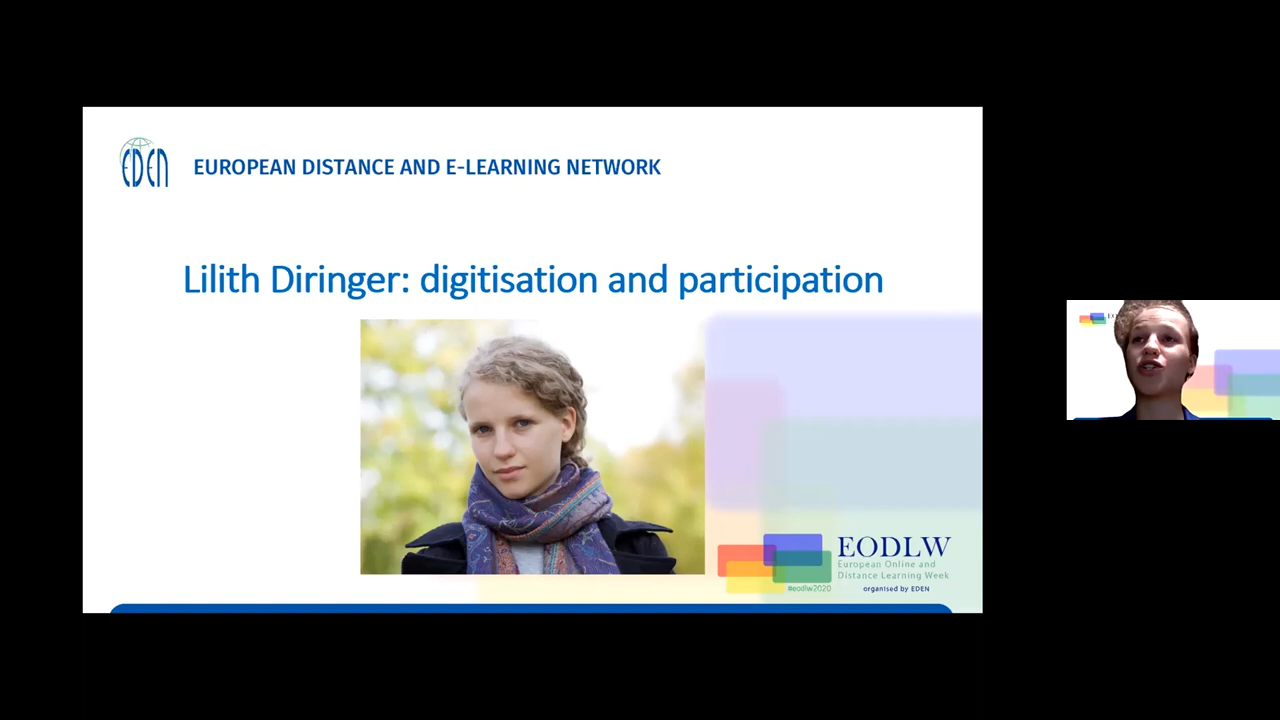 EDEN
EUROPEAN DISTANCE AND E-LEARNING NETWORK
Lilith Diringer: digitisation and participation
EODLW
European Online and
Distance Learning Week
#eodlw2020
organised by EDEN